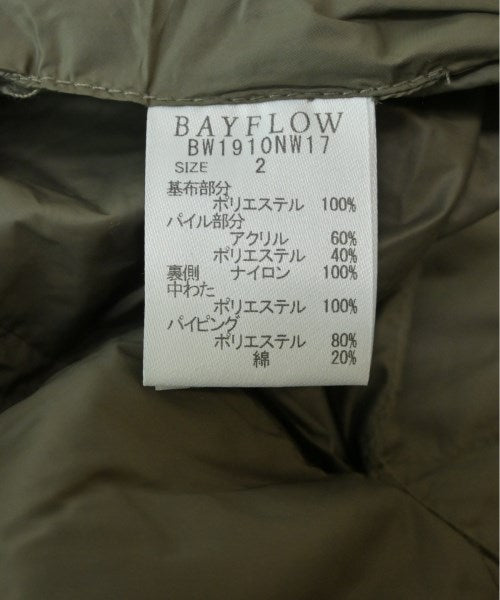 BAYFLOW
BW1910NW17
SIZE 2
基布部分
ポリエステル 100%
パイル部分
アクリル 60%
ポリエステル 40%
裏側 ナイロン 100%
中わた
ポリエステル 100%
パイピング
ポリエステル 80%
綿 20%